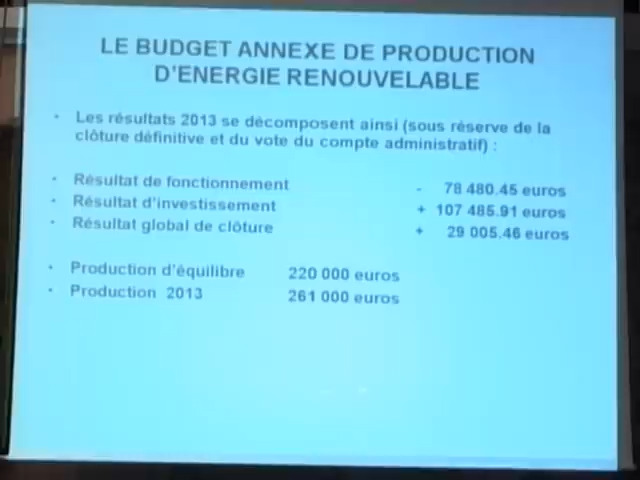 LE BUDGET ANNEXE DE PRODUCTION
D'ENERGIE RENOUVELABLE
• Les résultats 2013 se décomposent ainsi (sous réserve de la
clôture définitive et du vote du compte administratif) :
• Résultat de fonctionnement - 78 480.45 euros
• Résultat d'investissement + 107 485.91 euros
• Résultat global de clôture + 29 005.46 euros
• Production d'équilibre 220 000 euros
• Production 2013 261 000 euros